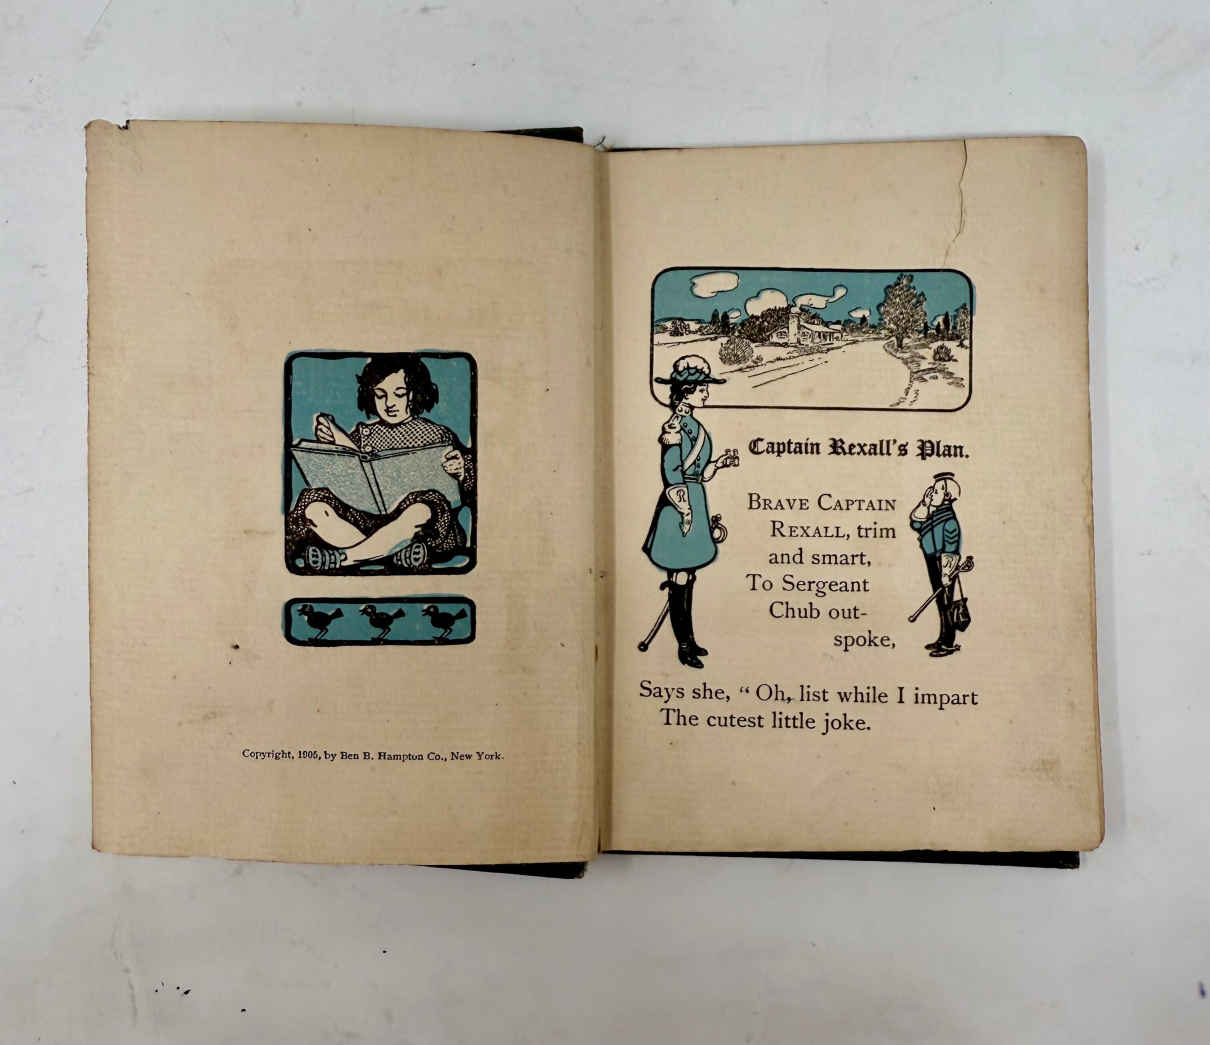 Copyright, 1905, by Ben B. Hampton Co., New York.
Captain Rexall's Plan.
BRAVE CAPTAIN
REXALL, trim
and smart,
To Sergeant
Chub out-
spoke,
Says she, “ Oh, list while I impart
The cutest little joke.
R
R